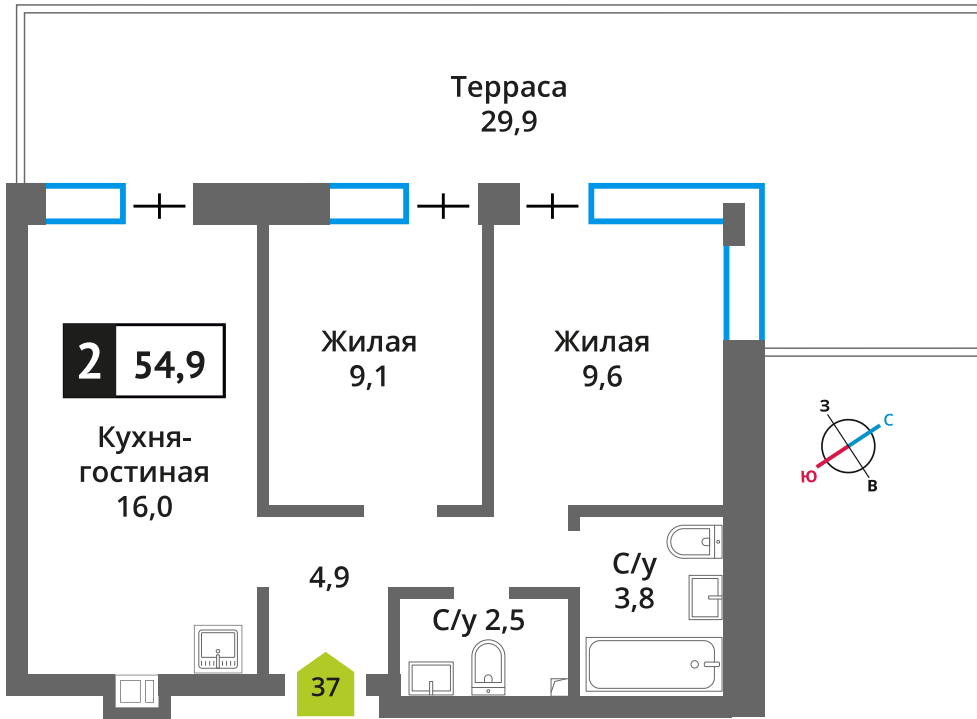 Терраса
29,9
2 54,9
Кухня-
гостиная
16,0
Жилая
9,1
Жилая
9,6
З
С
Ю
В
4,9
С/у 2,5
С/у
3,8
37